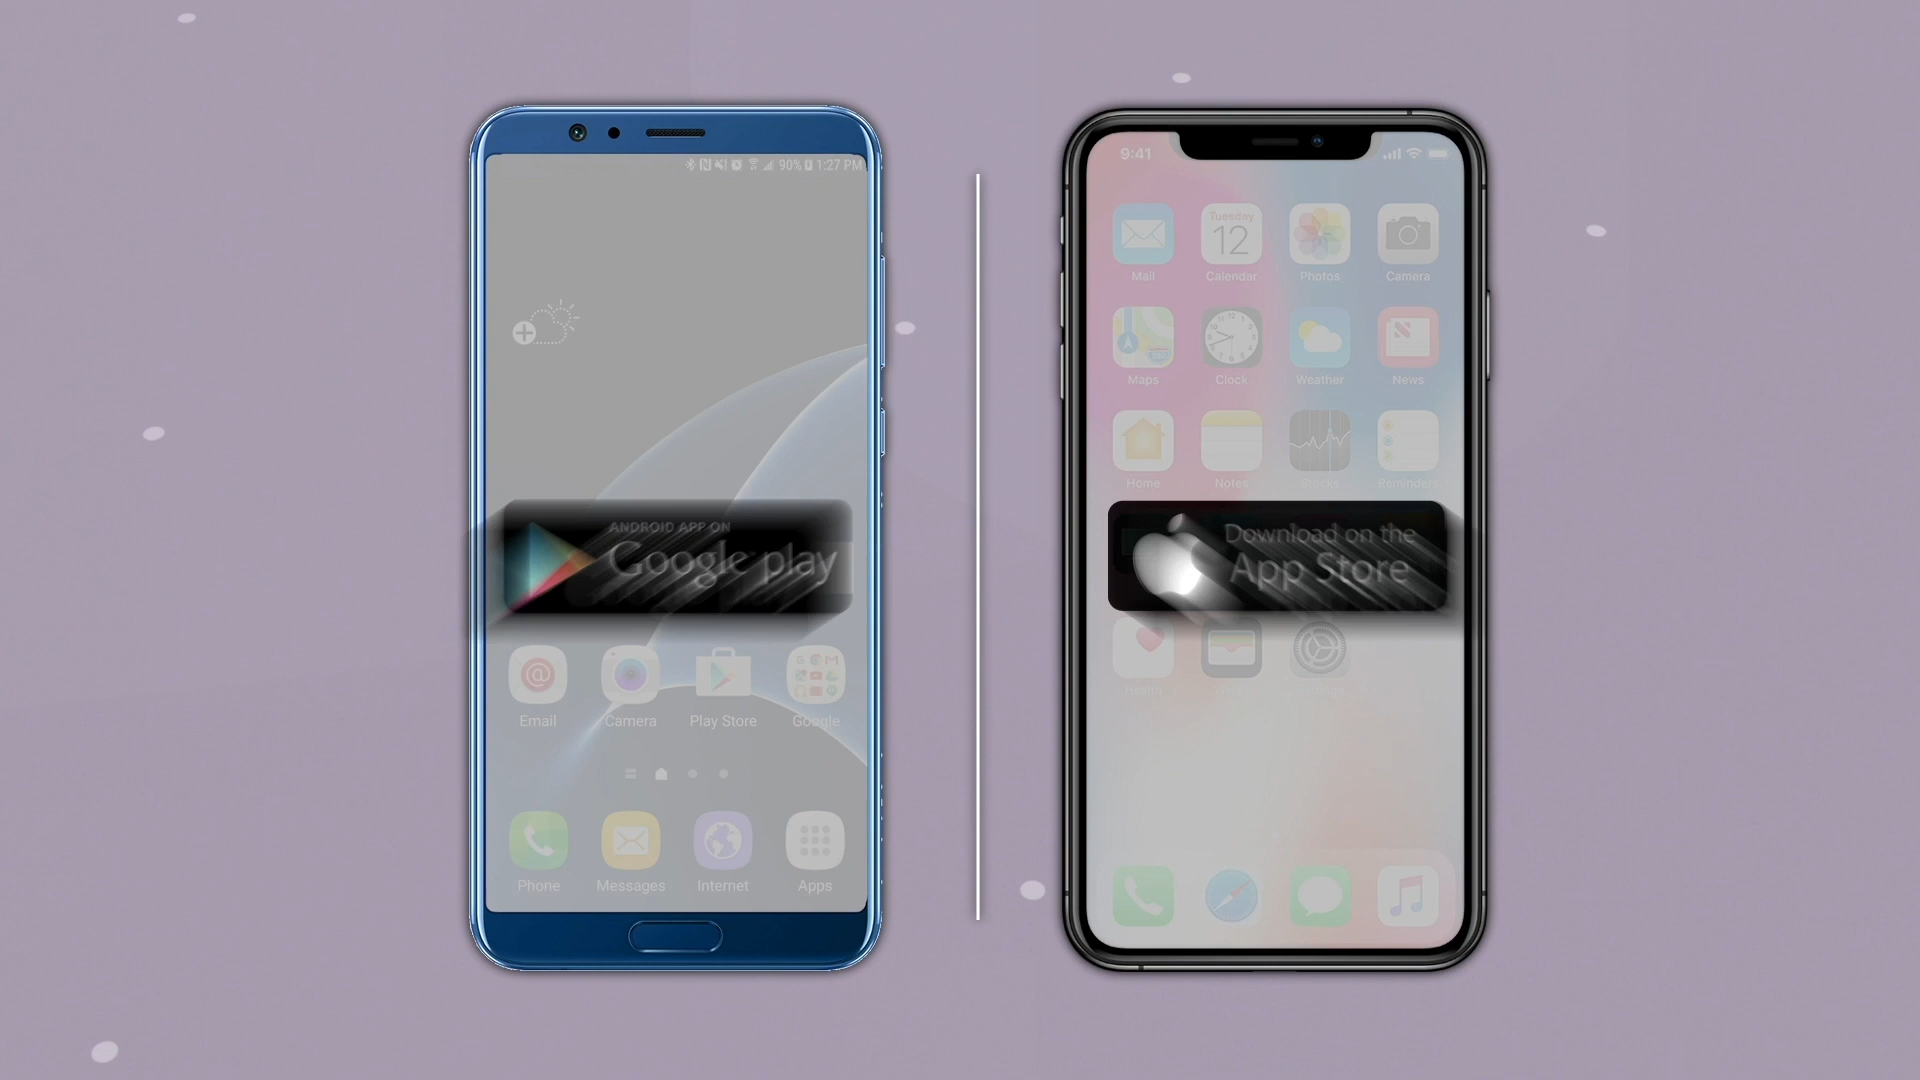 90% 1:27 PM
ANDROID APP ON
Google play
Email Camera Play Store Google
Phone Messages Internet Apps
9:41
Tuesday
12
Mail Calendar Photos Camera
Maps Clock Weather News
Home Notes Stocks Reminders
Download on the
App Store
Health